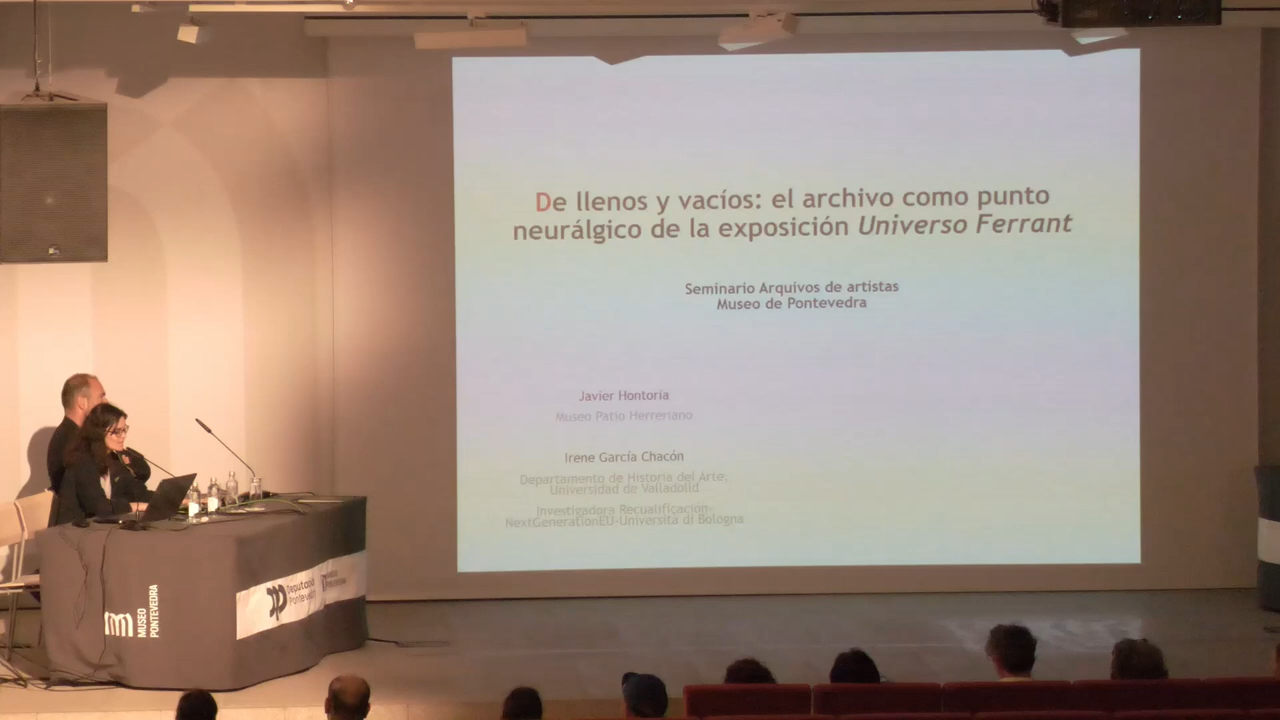 De llenos y vacíos: el archivo como punto
neurálgico de la exposición Universo Ferrant
Seminario Arquivos de artistas
Museo de Pontevedra
Javier Hontoria
Museo Patio Herreriano
Irene García Chacón
Departamento de Historia del Arte,
Universidad de Valladolid
Investigadora Recualificación-
NextGenerationEU-Università di Bologna
MUSEO
PONTEVEDRA
Deputación
Pontevedra